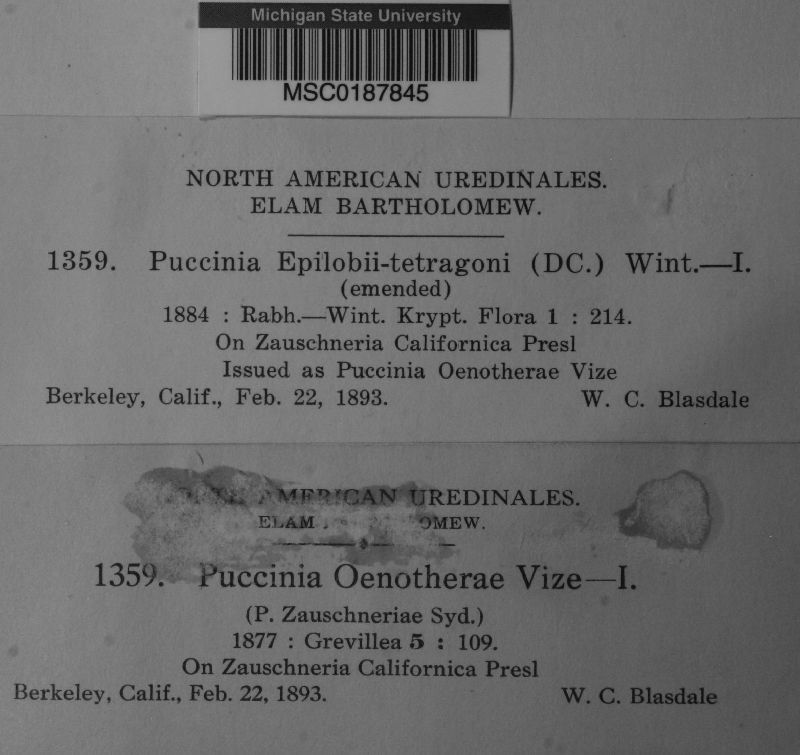 Michigan State University
MSC0187845
NORTH AMERICAN UREDINALES.
ELAM BARTHOLOMEW.
1359. Puccinia Epilobii-tetragoni (DC.) Wint.—I.
(emended)
1884 : Rabh.—Wint. Krypt. Flora 1 : 214.
On Zauschneria Californica Presl
Issued as Puccinia Oenotherae Vize
Berkeley, Calif., Feb. 22, 1893. W. C. Blasdale
AMERICAN UREDINALES.
ELAM
1359. Puccinia Oenotherae Vize—I.
(P. Zauschneriae Syd.)
1877 : Grevillea 5 : 109.
On Zauschneria Californica Presl
Berkeley, Calif., Feb. 22, 1893. W. C. Blasdale